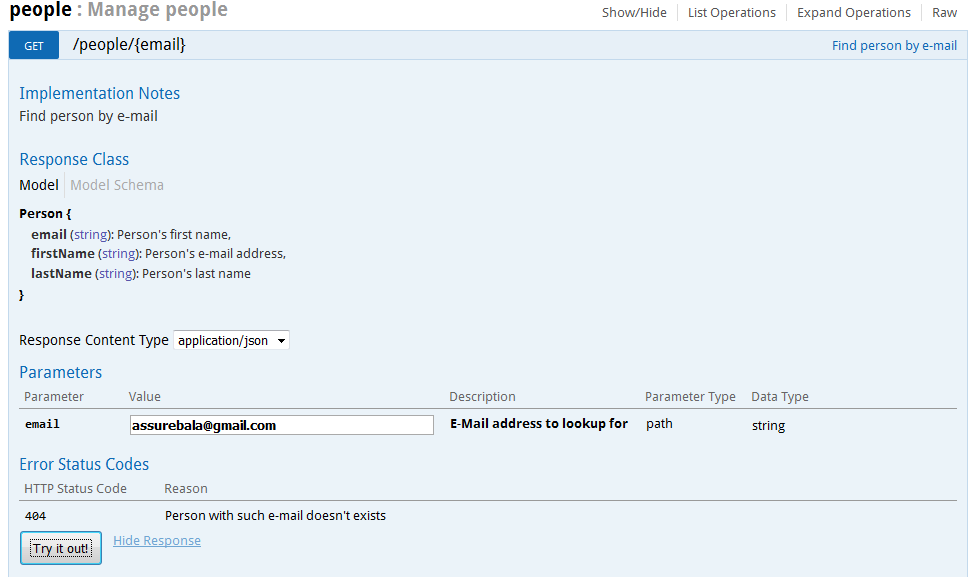 people : Manage people
Show/Hide List Operations Expand Operations Raw
GET /people/{email} Find person by e-mail
Implementation Notes
Find person by e-mail
Response Class
Model Model Schema
Person {
email (string): Person's first name,
firstName (string): Person's e-mail address,
lastName (string): Person's last name
}
Response Content Type application/json
Parameters
Parameter Value Description Parameter Type Data Type
email assurebala@gmail.com E-Mail address to lookup for path string
Error Status Codes
HTTP Status Code Reason
404 Person with such e-mail doesn't exists
Try it out! Hide Response